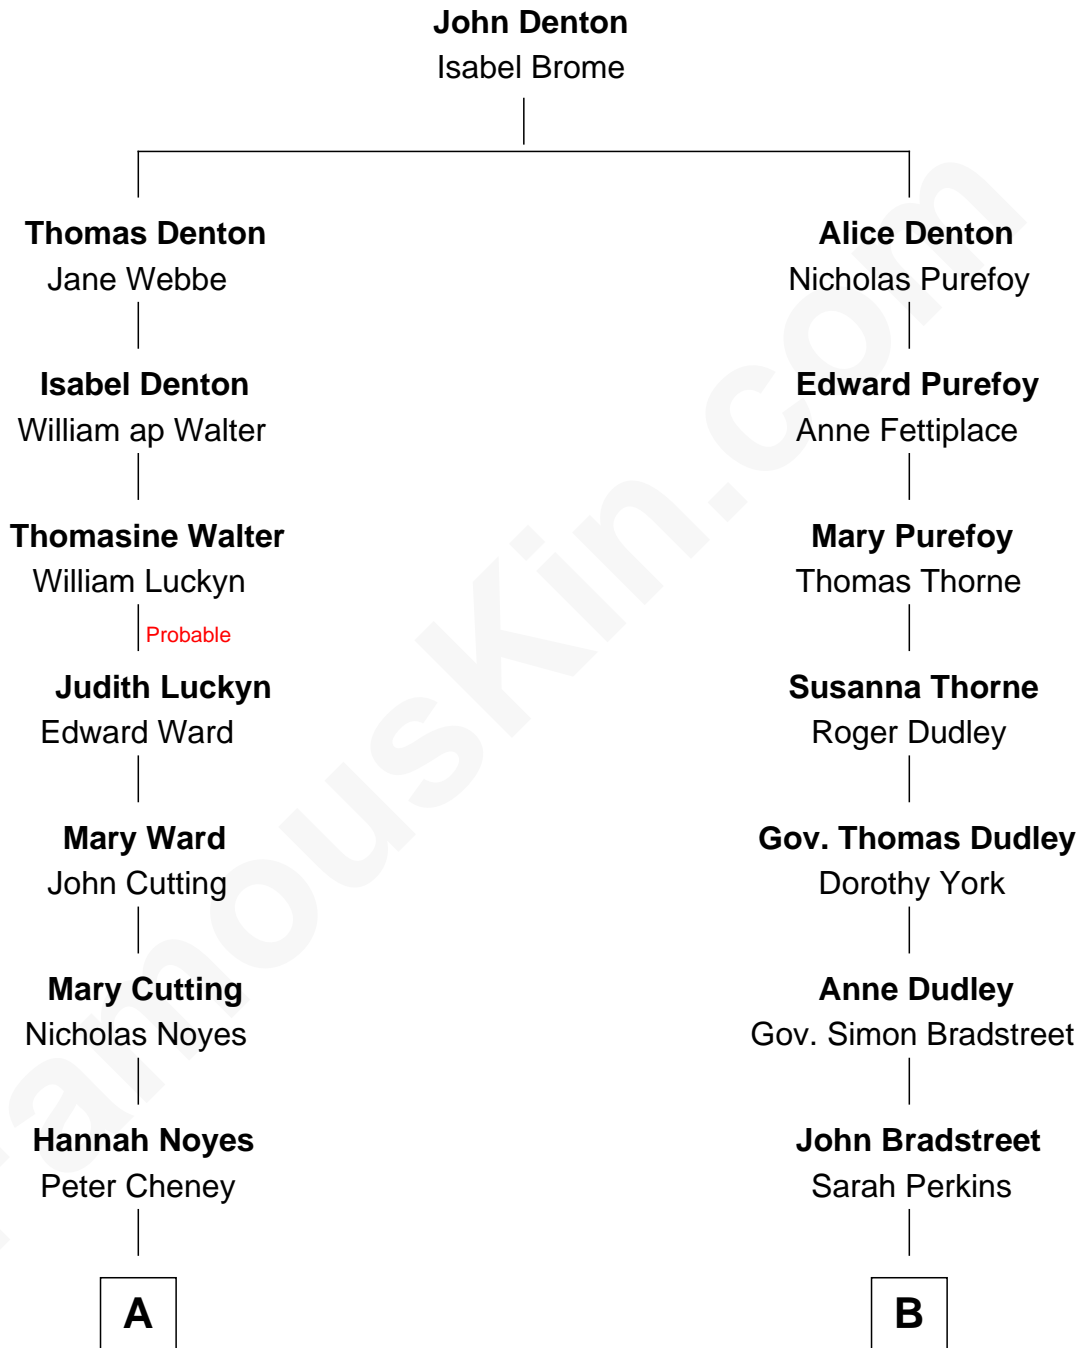 John Denton
Isabel Brome
Thomas Denton
Jane Webbe
Alice Denton
Nicholas Purefoy
Isabel Denton
William ap Walter
Edward Purefoy
Anne Fettiplace
Thomasine Walter
William Luckyn
Mary Purefoy
Thomas Thorne
Probable
Judith Luckyn
Edward Ward
Susanna Thorne
Roger Dudley
Mary Ward
John Cutting
Gov. Thomas Dudley
Dorothy York
Mary Cutting
Nicholas Noyes
Anne Dudley
Gov. Simon Bradstreet
Hannah Noyes
Peter Cheney
John Bradstreet
Sarah Perkins
A
B
FamousKin.com